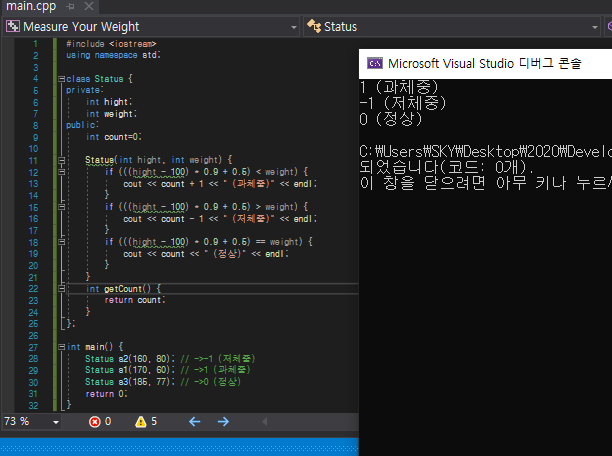 main.cpp
Measure Your Weight
Status
1 #include <iostream>
2 using namespace std;
3
4 class Status {
5 private:
6 int hight;
7 int weight;
8 public:
9 int count=0;
10
11 Status(int hight, int weight) {
12 if (((hight - 100) * 0.9 + 0.5) < weight) {
13 cout << count + 1 << " (과체중)" << endl;
14 }
15 if (((hight - 100) * 0.9 + 0.5) > weight) {
16 cout << count - 1 << " (저체중)" << endl;
17 }
18 if (((hight - 100) * 0.9 + 0.5) == weight) {
19 cout << count << " (정상)" << endl;
20 }
21 }
22 int getCount() {
23 return count;
24 }
25 };
26
27 int main() {
28 Status s2(160, 80); // ->-1 (저체중)
29 Status s1(170, 60); // ->1 (과체중)
30 Status s3(185, 77); // ->0 (정상)
31 return 0;
32 }
73 %
0
5
Microsoft Visual Studio 디버그 콘솔
1 (과체중)
-1 (저체중)
0 (정상)
C:\Users\SKY\Desktop\2020\Develo
되었습니다(코드: 0개).
이 창을 닫으려면 아무 키나 누르